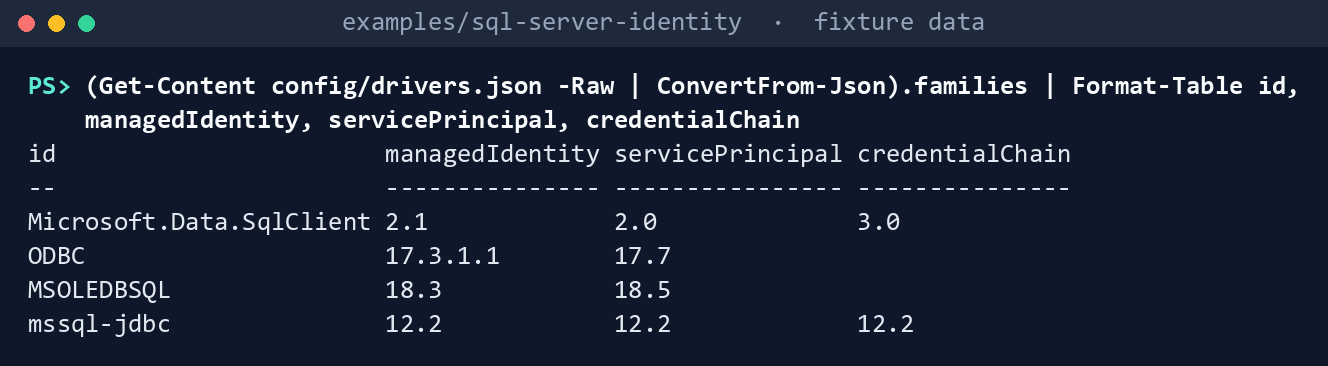 examples/sql-server-identity · fixture data
PS> (Get-Content config/drivers.json -Raw | ConvertFrom-Json).families | Format-Table id,
managedIdentity, servicePrincipal, credentialChain
id managedIdentity servicePrincipal credentialChain
-- --------------- ---------------- ---------------
Microsoft.Data.SqlClient 2.1 2.0 3.0
ODBC 17.3.1.1 17.7
MSOLEDBSQL 18.3 18.5
mssql-jdbc 12.2 12.2 12.2